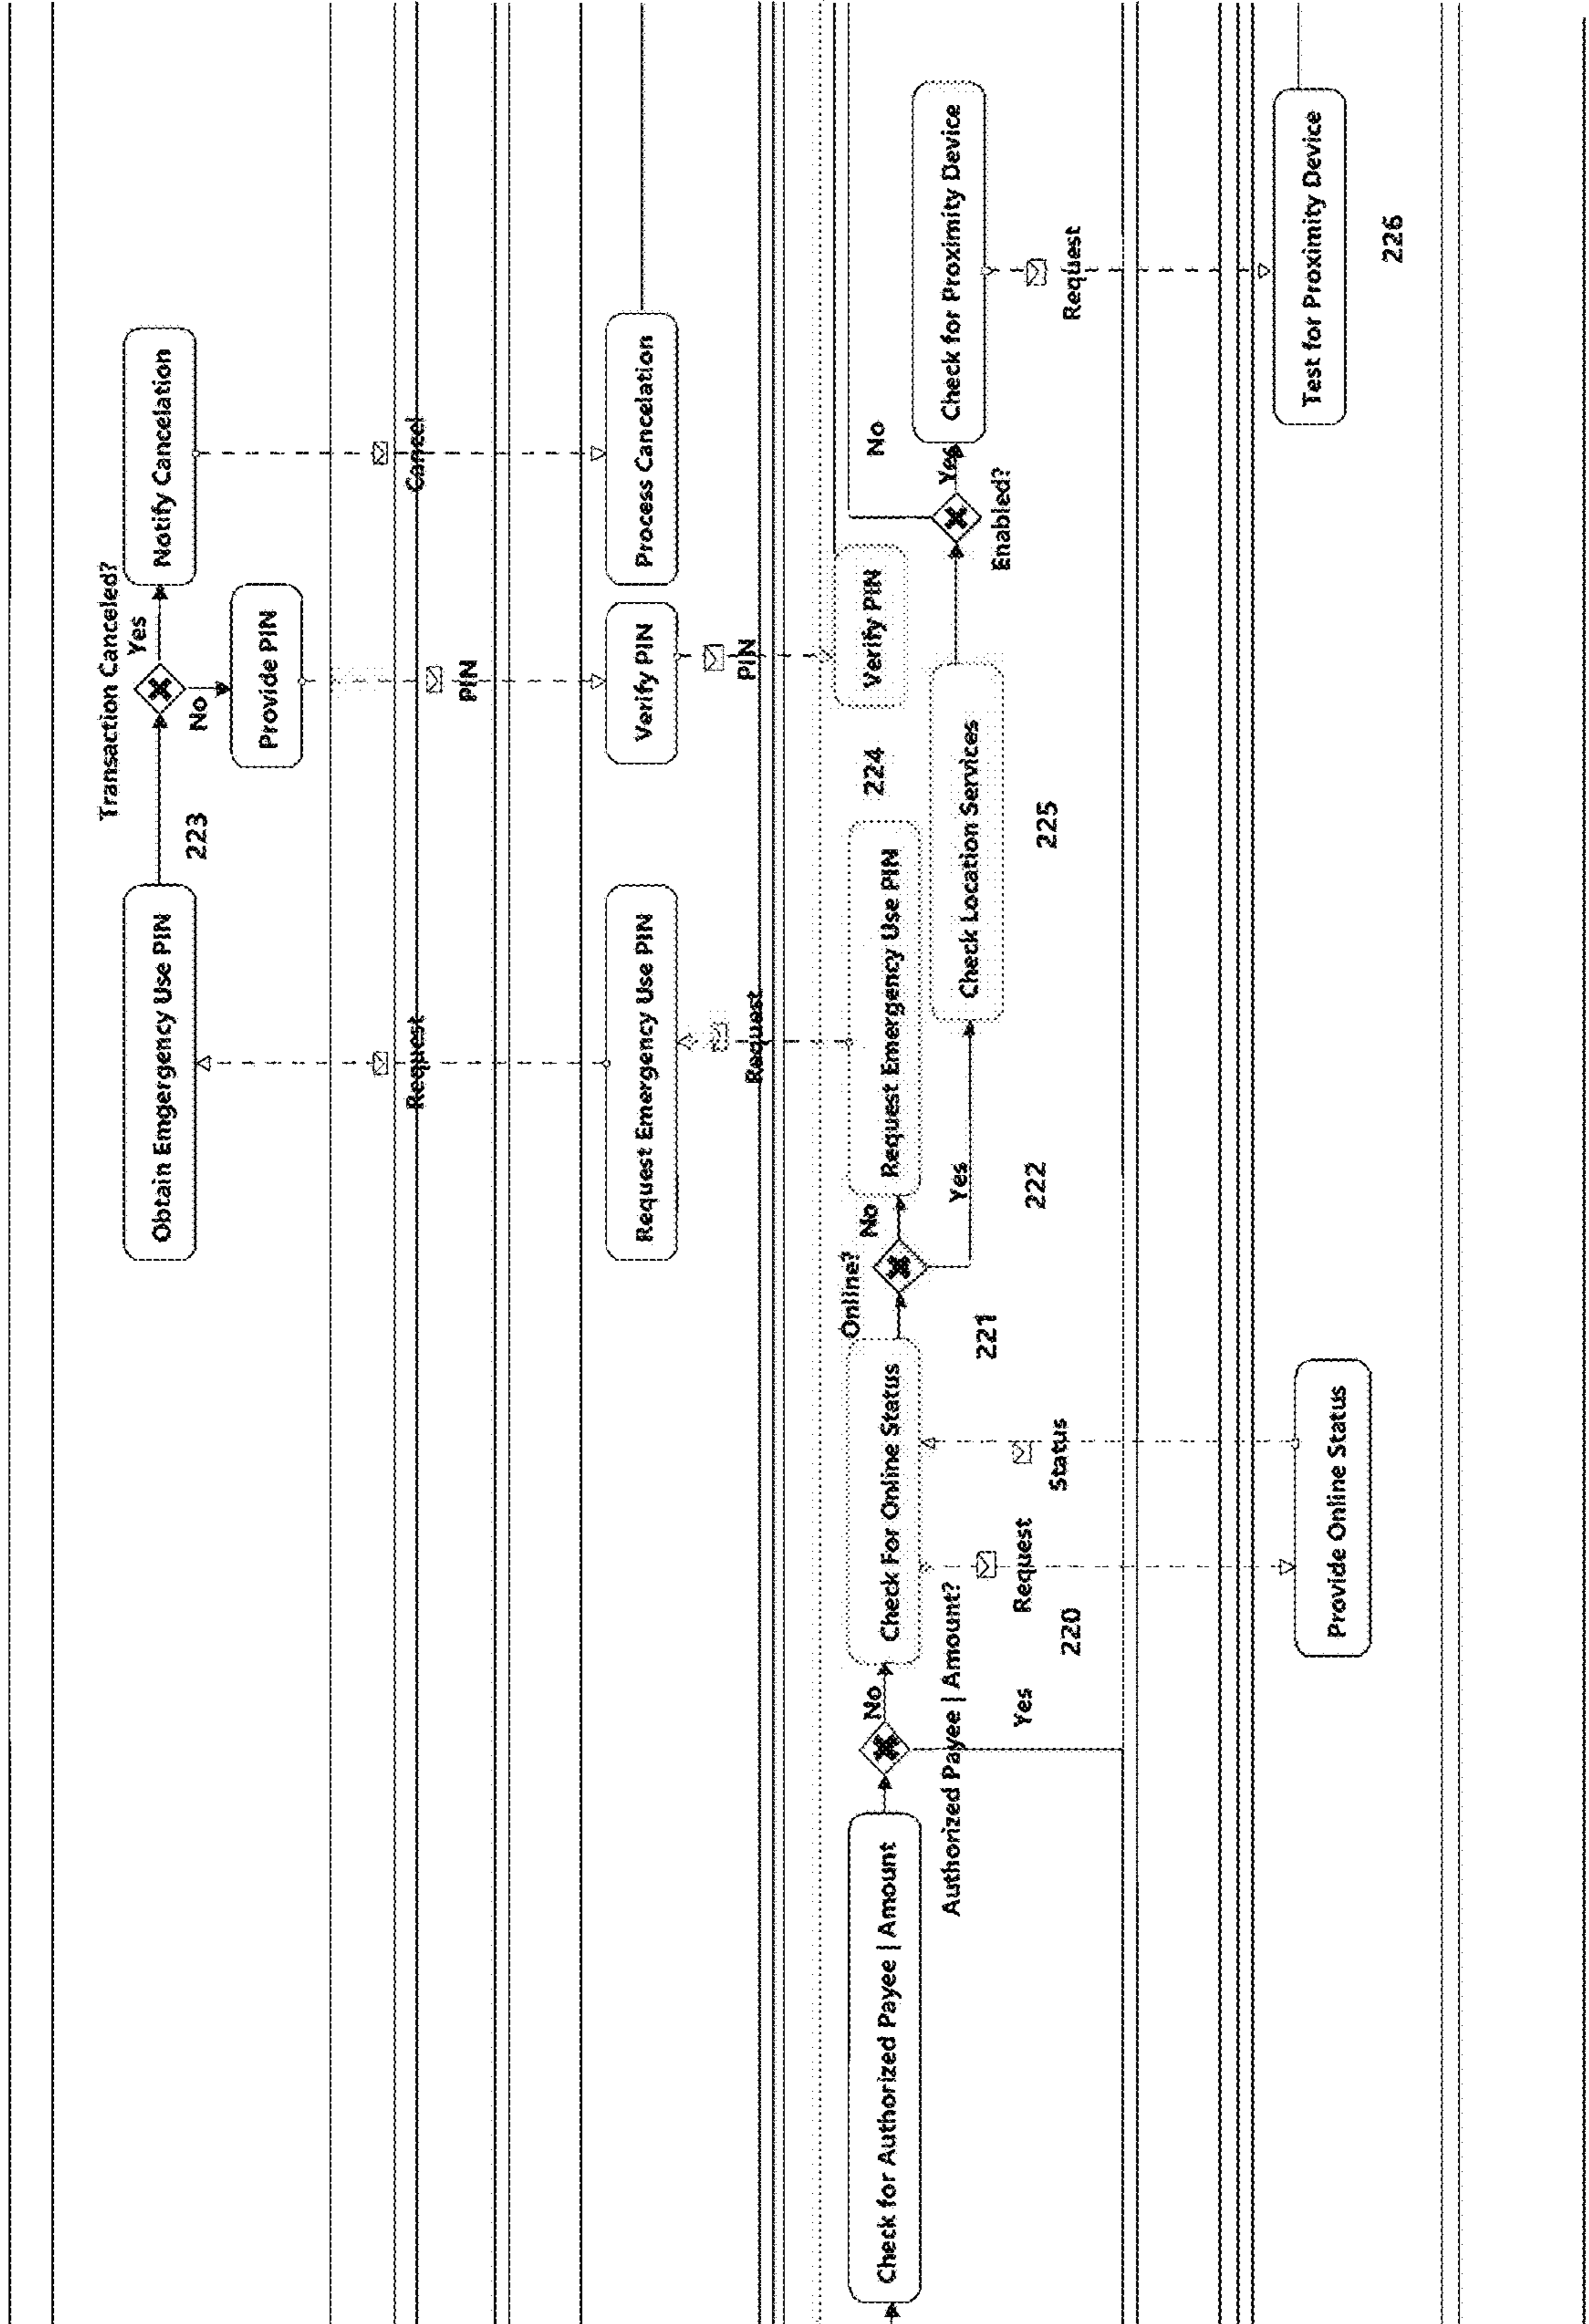 Transaction Canceled?
Obtain Emgergency Use PIN
223
Yes
No
Notify Cancelation
Provide PIN
Request
PIN
Cancel
Request Emergency Use PIN
Verify PIN
Process Cancelation
Request
PIN
Check for Authorized Payee | Amount
No
Authorized Payee | Amount?
Yes
220
Check For Online Status
Request
Status
221
Online?
No
Yes
222
Request Emergency Use PIN
224
Verify PIN
Check Location Services
225
Enabled?
No
Yes
Check for Proximity Device
Request
Provide Online Status
Test for Proximity Device
226